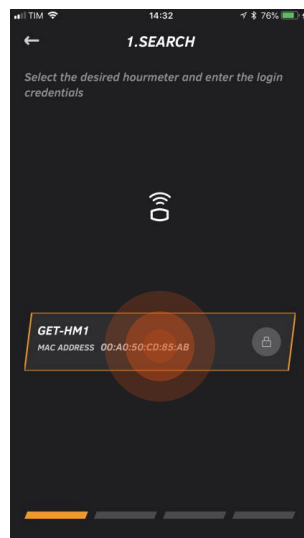 TIM 14:32 76%
1.SEARCH
Select the desired hourmeter and enter the login
credentials
GET-HM1
MAC ADDRESS 00:A0:50:CD:85:AB